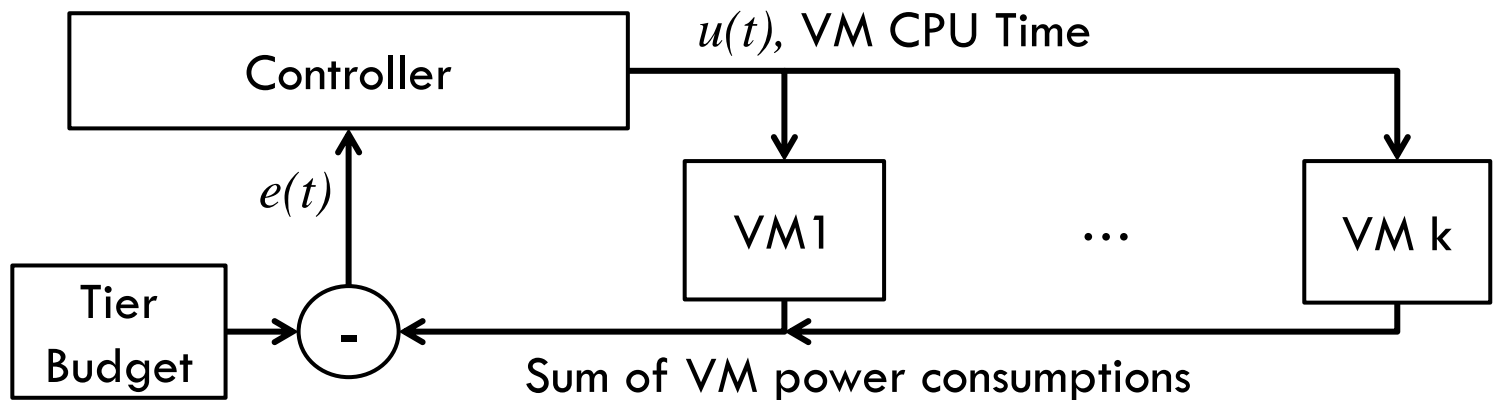 u(t), VM CPU Time
Controller
e(t)
VM1
...
VM k
Tier
Budget
-
Sum of VM power consumptions